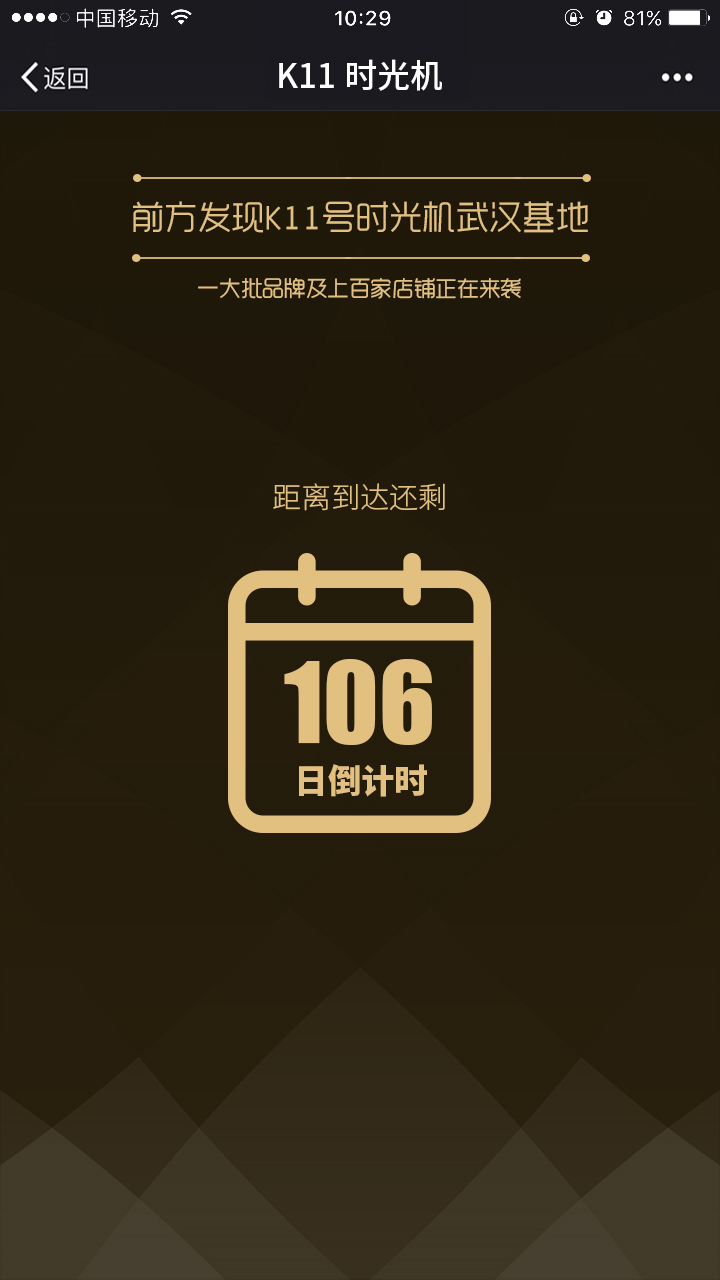 中国移动 10:29 81%
返回 K11 时光机
前方发现K11号时光机武汉基地
一大批品牌及上百家店铺正在来袭
距离到达还剩
106
日倒计时